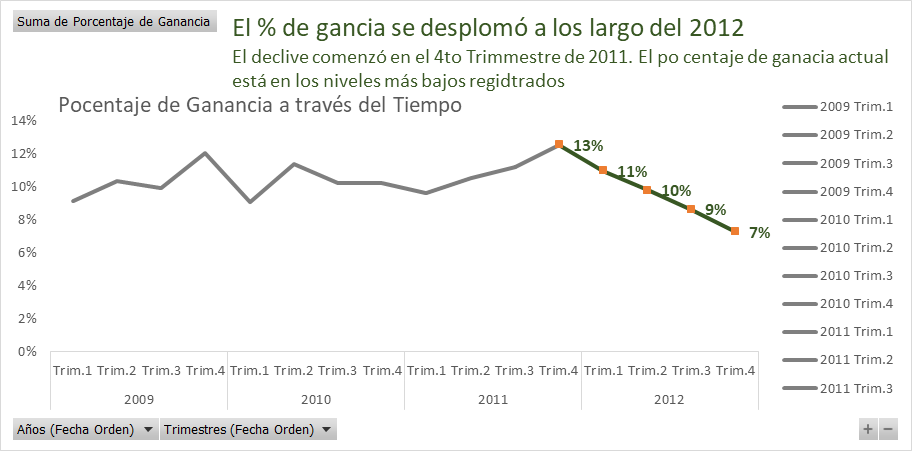 Suma de Porcentaje de Ganancia
El % de gancia se desplomó a los largo del 2012
El declive comenzó en el 4to Trimmestre de 2011. El po centaje de ganacia actual
está en los niveles más bajos regidtrados
Pocentaje de Ganancia a través del Tiempo
14%
12%
10%
8%
6%
4%
2%
0%
13%
11%
10%
9%
7%
Trim.1 Trim.2 Trim.3 Trim.4 Trim.1 Trim.2 Trim.3 Trim.4 Trim.1 Trim.2 Trim.3 Trim.4 Trim.1 Trim.2 Trim.3 Trim.4
2009 2010 2011 2012
2009 Trim.1
2009 Trim.2
2009 Trim.3
2009 Trim.4
2010 Trim.1
2010 Trim.2
2010 Trim.3
2010 Trim.4
2011 Trim.1
2011 Trim.2
2011 Trim.3
Años (Fecha Orden) Trimestres (Fecha Orden)
+ −